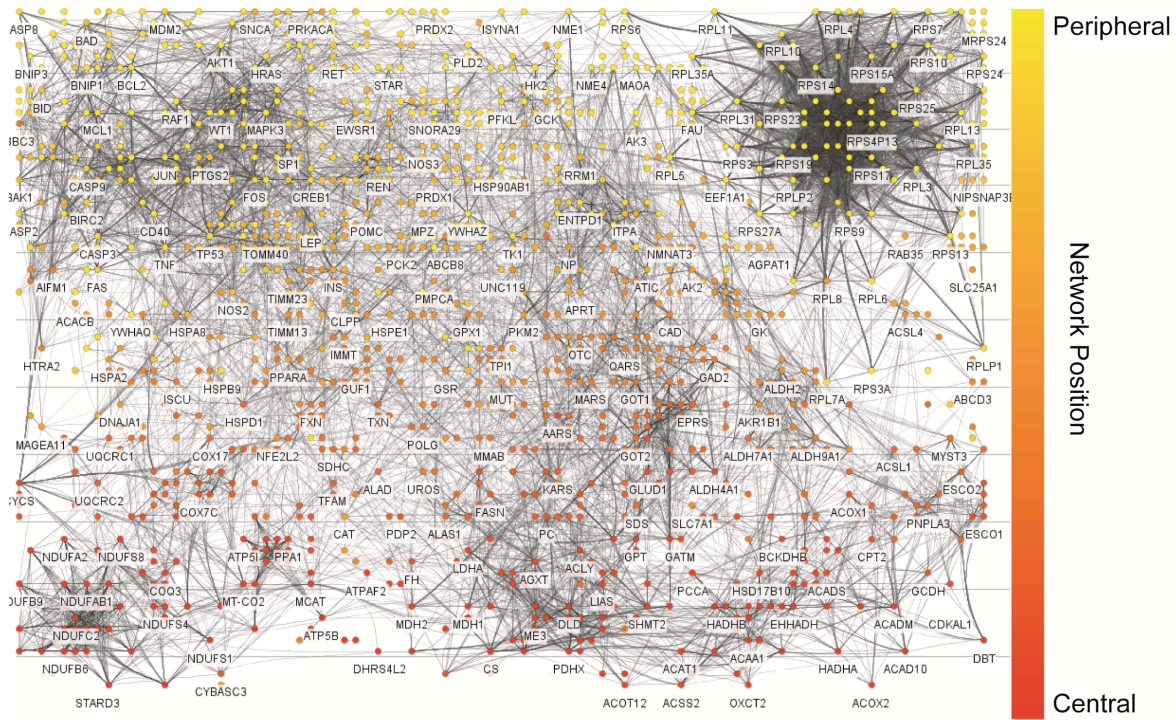 ASP8 MDM2 SNCA PRKACA PRDX2 ISYNA1 NME1 RPS6 RPL11 RPL4 RPS7 Peripheral
BAD AKT1 PLD2 RPL10 MRPS24
BNIP3 BNIP1 BCL2 HRAS RET STAR HK2 NME4 MAOA RPL35A RPS14 RPS15A RPS10 RPS24
BID RAF1 WT1 MAPK3 EWSR1 SNORA29 PFKL GCK FAU RPL31 RPS23 RPS25
BBC3 MCL1 SP1 NOS3 AK3 RPS4P13 RPL13
CASP9 JUN PTGS2 REN HSP90AB1 RRM1 RPL5 RPS3 RPS19 RPS17 RPL35
BAK1 FOS CREB1 PRDX1 EEF1A1 RPLP2 RPL3 NIPSNAP3B
ASP2 BIRC2 CD40 POMC MPZ YWHAZ ENTPD1 ITPA RPS27A RPS9
CASP3 TNF TP53 TOMM40 LEP PCK2 ABCB8 TK1 NP NMNAT3 AGPAT1 RAB35 RPS13
AIFM1 FAS NOS2 TIMM23 INS PMPCA UNC119 APRT ATIC AK2 RPL8 RPL6 SLC25A1
ACACB YWHAQ HSPA8 TIMM13 CLPP HSPE1 GPX1 PKM2 CAD GK ACSL4
HTRA2 HSPA2 HSPB9 PPARA IMMT GUF1 GSR TPI1 OTC QARS GAD2 ALDH2 RPS3A RPLP1
ISCU MUT MARS GOT1 RPL7A ABCD3
MAGEA11 DNAJA1 HSPD1 FXN TXN POLG AARS EPRS AKR1B1
UQCRC1 COX17 NFE2L2 SDHC MMAB GOT2 ALDH7A1 ALDH9A1 ACSL1 MYST3
CYCS UQCRC2 COX7C TFAM ALAD UROS FASN KARS GLUD1 ALDH4A1 ACOX1 ESCO2
CAT PDP2 ALAS1 PC SDS SLC7A1 PNPLA3 ESCO1
NDUFA2 NDUFS8 ATP5I PPA1 LDHA ACLY GPT GATM BCKDHB CPT2
DUFB9 NDUFAB1 COQ3 MT-CO2 MCAT ATPAF2 FH AGXT LIAS PCCA HSD17B10 ACADS GCDH
NDUFC2 NDUFS4 ATP5B MDH2 MDH1 ME3 DLD SHMT2 HADHB EHHADH ACADM CDKAL1
NDUFB6 NDUFS1 DHRS4L2 CS PDHX ACAT1 ACAA1 HADHA ACAD10 DBT
STARD3 CYBASC3 ACOT12 ACSS2 OXCT2 ACOX2 Central
Network Position